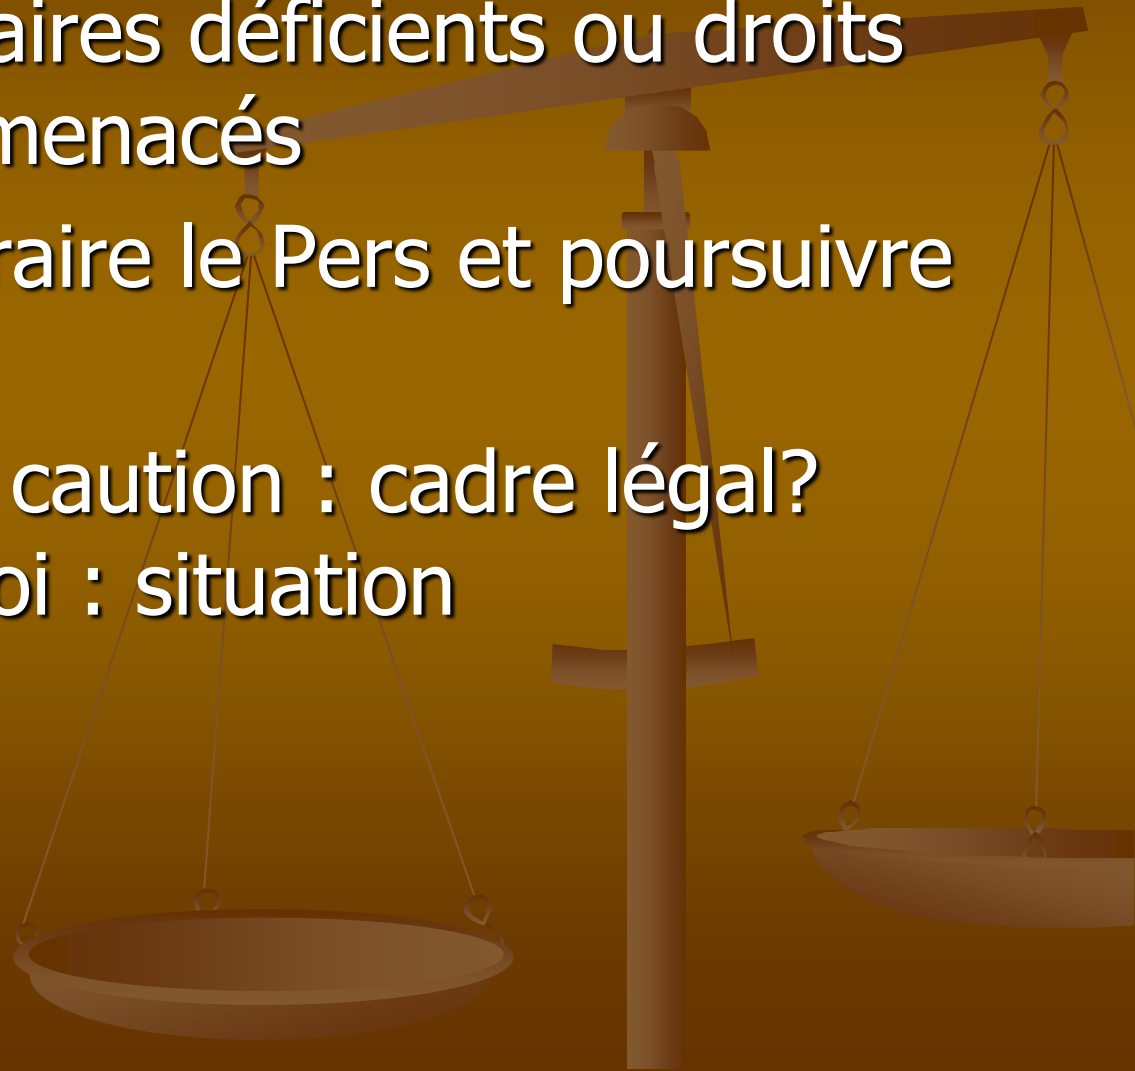 aires déficients ou droits
menacés
raire le Pers et poursuivre
caution : cadre légal?
oi : situation